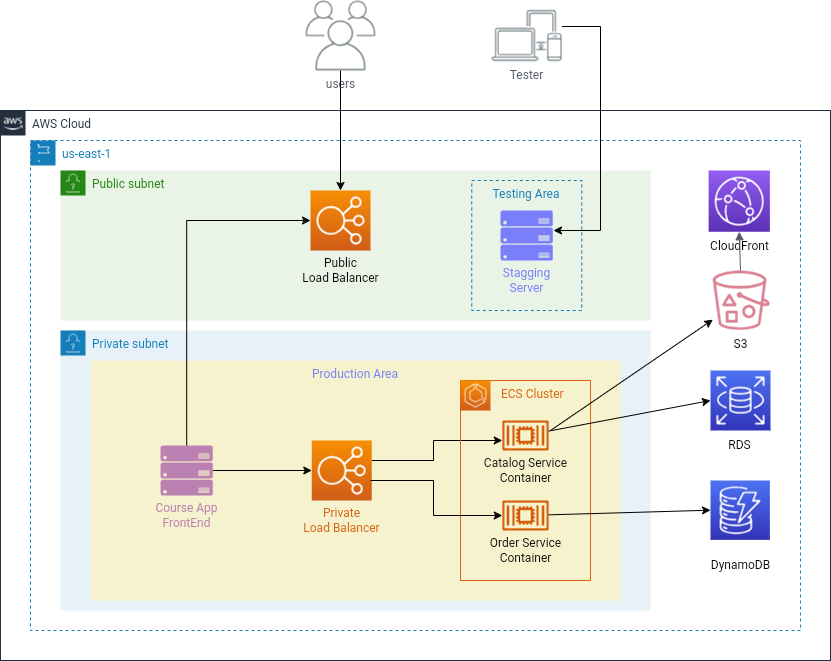 users
Tester
aws
AWS Cloud
us-east-1
Public subnet
Public
Load Balancer
Testing Area
Stagging
Server
CloudFront
S3
Private subnet
Production Area
ECS Cluster
Catalog Service
Container
RDS
Course App
FrontEnd
Private
Load Balancer
Order Service
Container
DynamoDB